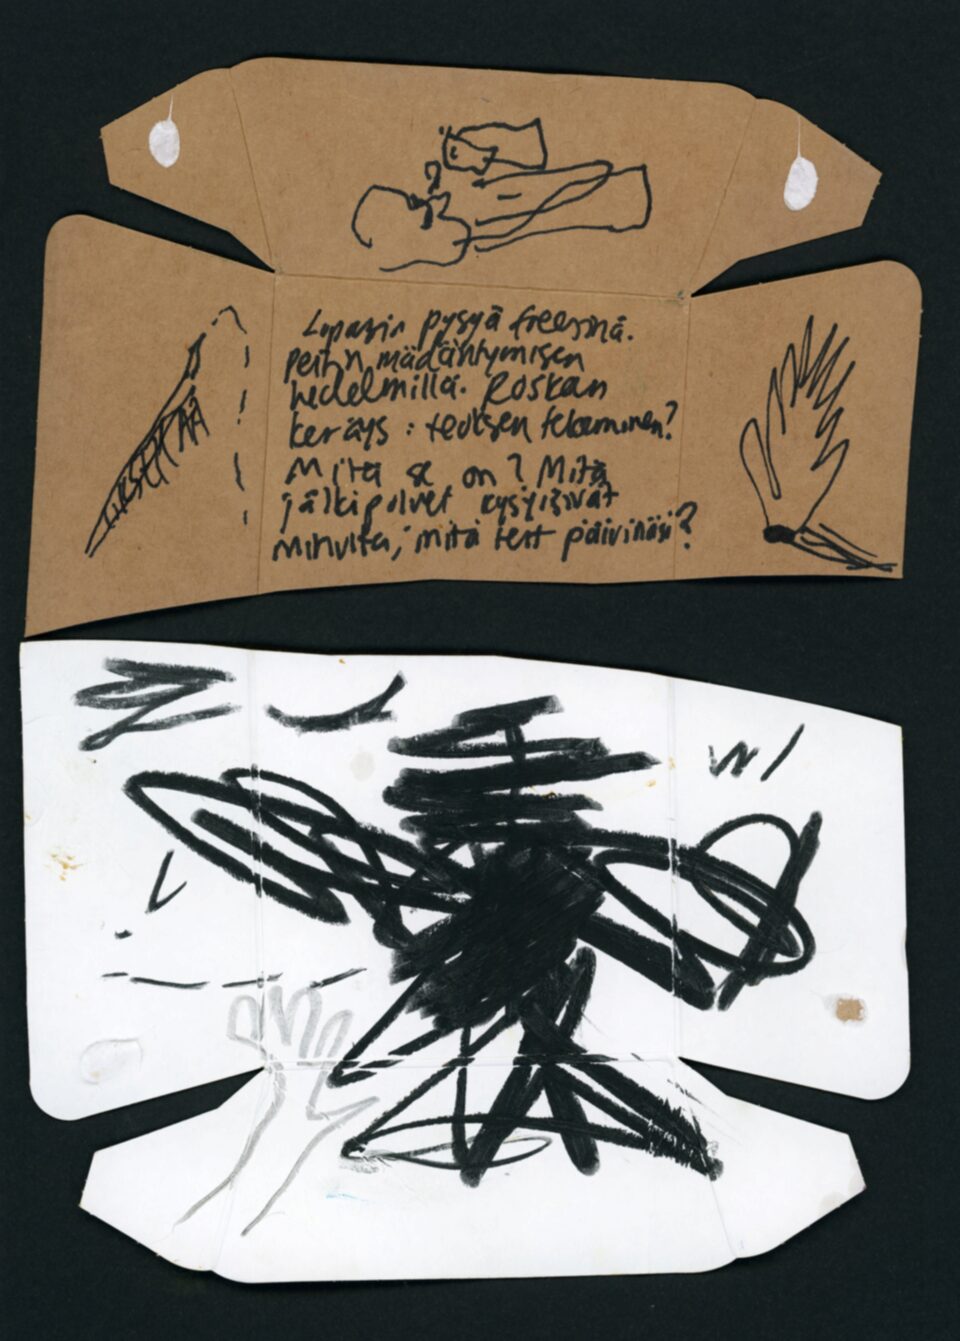 Lupasin pysyä freesinä.
Peitin mädäntymisen
hedelmillä. Roskan
keräys : teoksen tekeminen?
Mitä se on? Mitä
jälkipolvet kysyisivät
minulta, mitä teit päivinäsi?